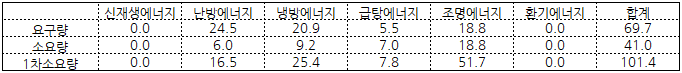 신재생에너지 난방에너지 냉방에너지 급탕에너지 조명에너지 환기에너지 합계
요구량 0.0 24.5 20.9 5.5 18.8 0.0 69.7
소요량 0.0 6.0 9.2 7.0 18.8 0.0 41.0
1차소요량 0.0 16.5 25.4 7.8 51.7 0.0 101.4